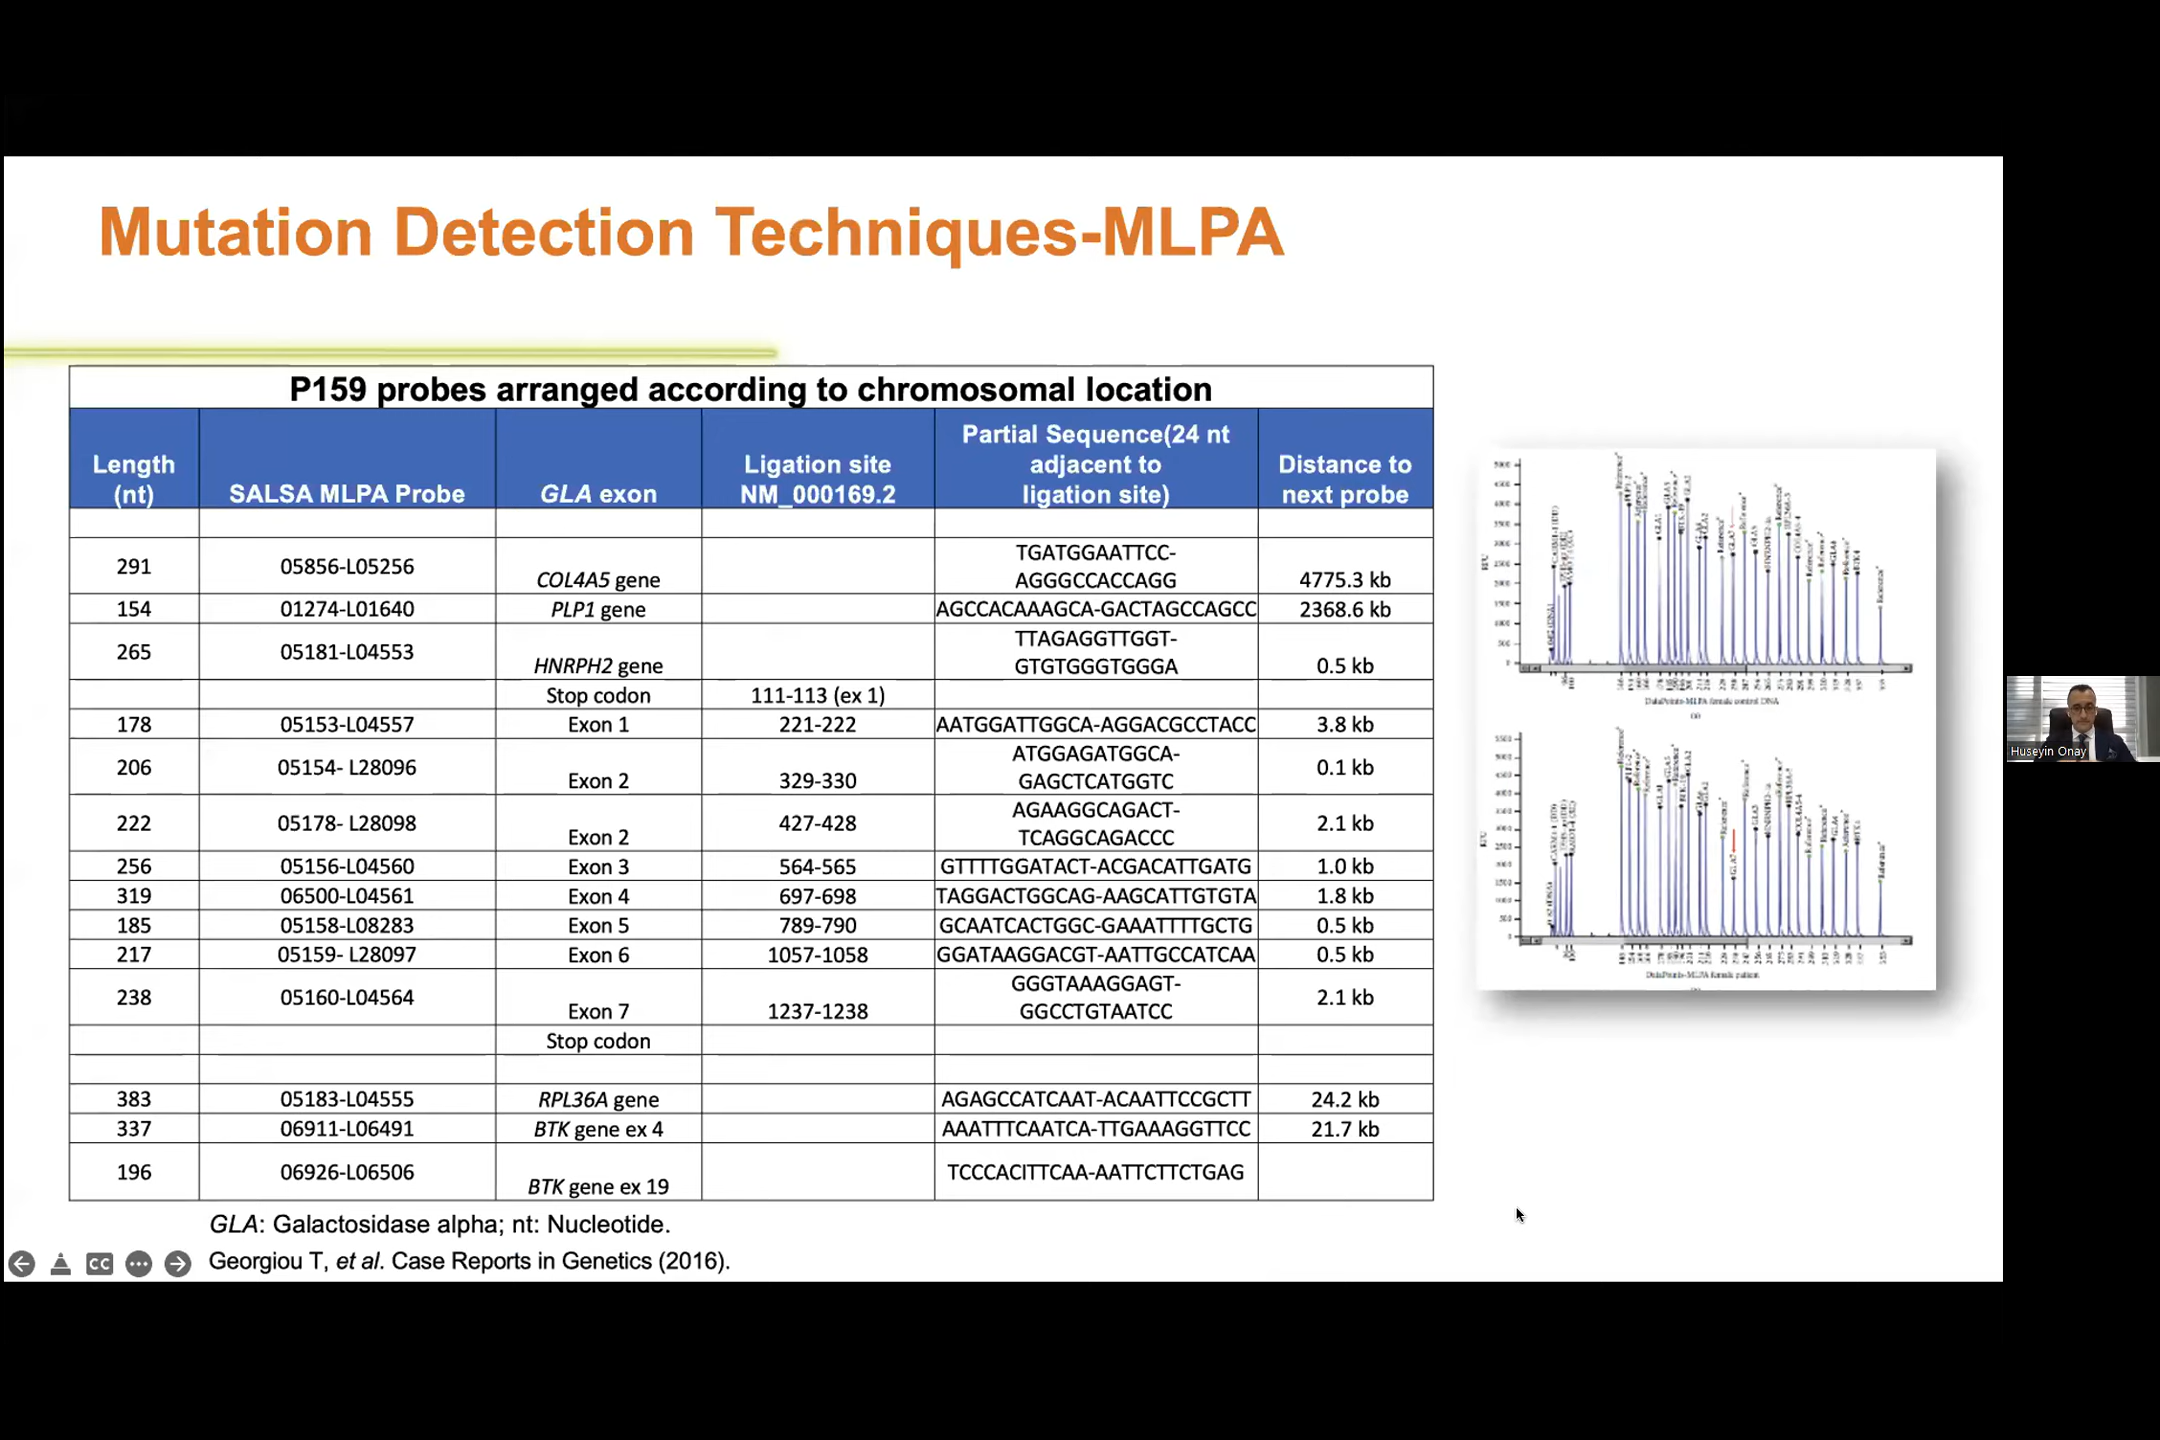 Mutation Detection Techniques-MLPA
P159 probes arranged according to chromosomal location
Length (nt) SALSA MLPA Probe GLA exon Ligation site NM_000169.2 Partial Sequence(24 nt adjacent to ligation site) Distance to next probe
291 05856-L05256 COL4A5 gene TGATGGAATTCC-AGGGCCACCAGG 4775.3 kb
154 01274-L01640 PLP1 gene AGCCACAAAGCA-GACTAGCCAGCC 2368.6 kb
265 05181-L04553 HNRPH2 gene TTAGAGGTTGGT-GTGTGGGTGGGA 0.5 kb
Stop codon 111-113 (ex 1)
178 05153-L04557 Exon 1 221-222 AATGGATTGGCA-AGGACGCCTACC 3.8 kb
206 05154- L28096 Exon 2 329-330 ATGGAGATGGCA-GAGCTCATGGTC 0.1 kb
222 05178- L28098 Exon 2 427-428 AGAAGGCAGACT-TCAGGCAGACCC 2.1 kb
256 05156-L04560 Exon 3 564-565 GTTTTGGATACT-ACGACATTGATG 1.0 kb
319 06500-L04561 Exon 4 697-698 TAGGACTGGCAG-AAGCATTGTGTA 1.8 kb
185 05158-L08283 Exon 5 789-790 GCAATCACTGGC-GAAATTTTGCTG 0.5 kb
217 05159- L28097 Exon 6 1057-1058 GGATAAGGACGT-AATTGCCATCAA 0.5 kb
238 05160-L04564 Exon 7 1237-1238 GGGTAAAGGAGT-GGCCTGTAATCC 2.1 kb
Stop codon
383 05183-L04555 RPL36A gene AGAGCCATCAAT-ACAATTCCGCTT 24.2 kb
337 06911-L06491 BTK gene ex 4 AAATTTCAATCA-TTGAAAGGTTCC 21.7 kb
196 06926-L06506 BTK gene ex 19 TCCCACITTCAA-AATTCTTCTGAG
GLA: Galactosidase alpha; nt: Nucleotide.
CC
Georgiou T, et al. Case Reports in Genetics (2016).
DataPoints-MLPA female control DNA
DataPoints-MLPA female patient
Huseyin Onay